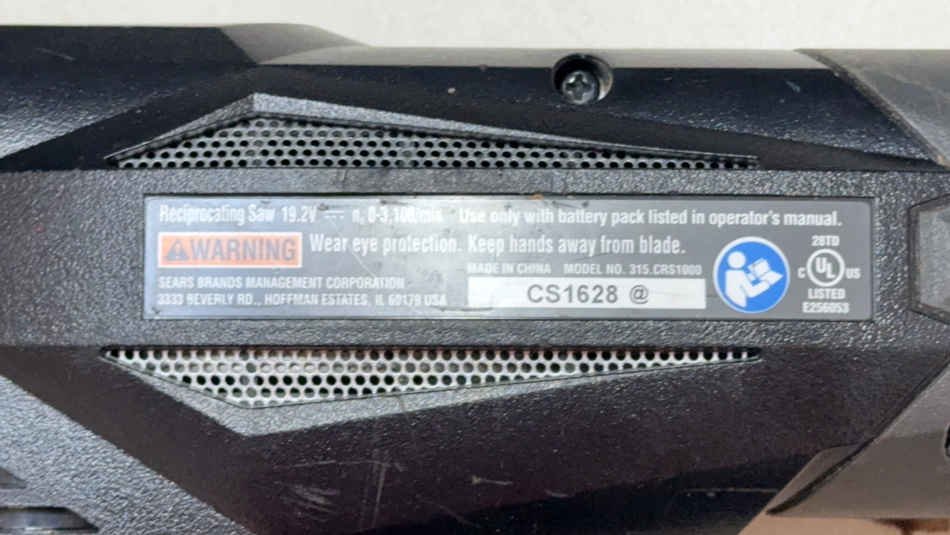 Reciprocating Saw 19.2V ⎓ n, 0-3,100/min Use only with battery pack listed in operator's manual.
WARNING Wear eye protection. Keep hands away from blade.
MADE IN CHINA MODEL NO. 315.CRS1000
SEARS BRANDS MANAGEMENT CORPORATION
3333 BEVERLY RD., HOFFMAN ESTATES, IL 60179 USA
CS1628 @
28TD
C UL US
LISTED
E256053